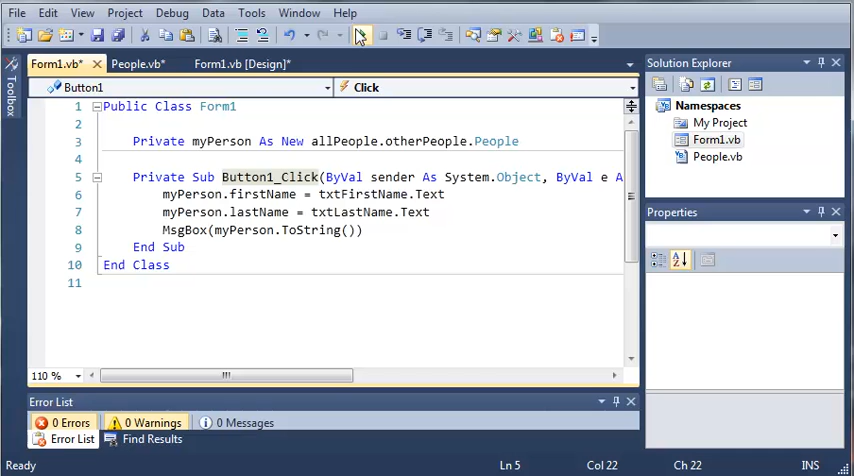 File Edit View Project Debug Data Tools Window Help
Form1.vb* People.vb* Form1.vb [Design]*
Solution Explorer
Toolbox
Button1 Click
Namespaces
My Project
Form1.vb
People.vb
1 Public Class Form1
2
3 Private myPerson As New allPeople.otherPeople.People
4
5 Private Sub Button1_Click(ByVal sender As System.Object, ByVal e A
6 myPerson.firstName = txtFirstName.Text
7 myPerson.lastName = txtLastName.Text
8 MsgBox(myPerson.ToString())
9 End Sub
10 End Class
11
Properties
110 %
Error List
0 Errors 0 Warnings 0 Messages
Error List Find Results
Ready Ln 5 Col 22 Ch 22 INS